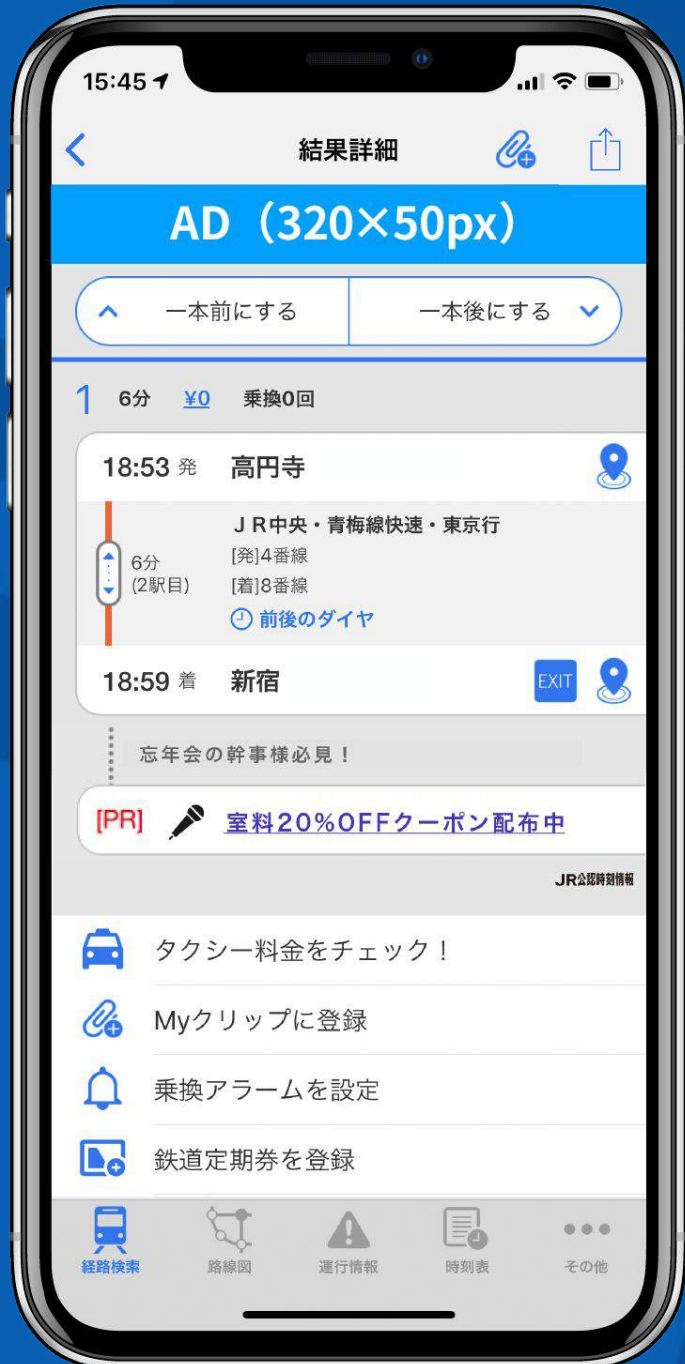 15:45
結果詳細
AD（320×50px）
一本前にする 一本後にする
1 6分 ¥0 乗換0回
18:53 発 高円寺
ＪＲ中央・青梅線快速・東京行
6分
(2駅目)
[発]4番線
[着]8番線
前後のダイヤ
18:59 着 新宿 EXIT
忘年会の幹事様必見！
[PR] 室料20%OFFクーポン配布中
JR公認時刻情報
タクシー料金をチェック！
Myクリップに登録
乗換アラームを設定
鉄道定期券を登録
経路検索 路線図 運行情報 時刻表 その他